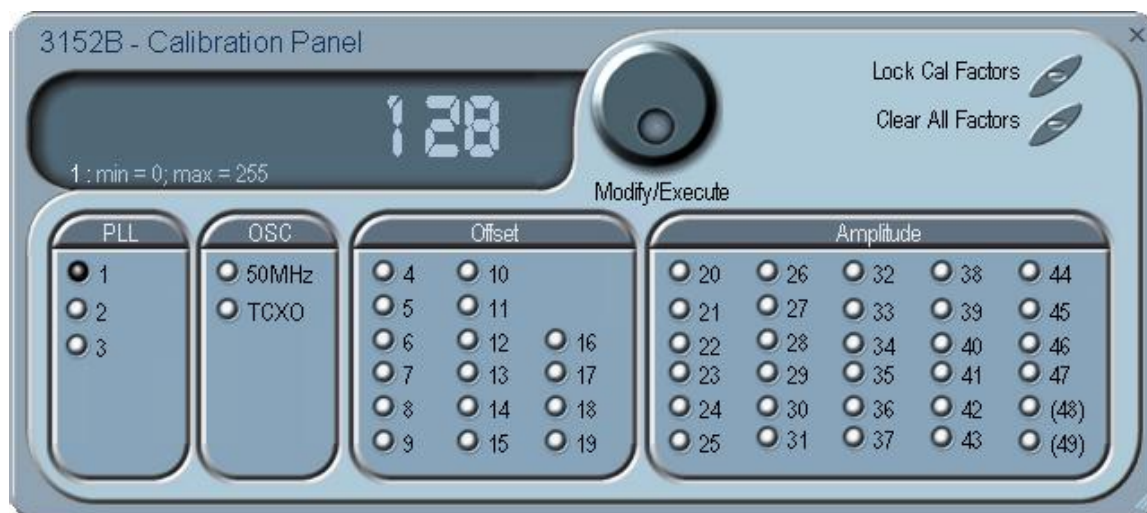 3152B - Calibration Panel
×
Lock Cal Factors
Clear All Factors
128
1 : min = 0; max = 255
Modify/Execute
PLL
1
2
3
OSC
50MHz
TCXO
Offset
4 10
5 11
6 12 16
7 13 17
8 14 18
9 15 19
Amplitude
20 26 32 38 44
21 27 33 39 45
22 28 34 40 46
23 29 35 41 47
24 30 36 42 (48)
25 31 37 43 (49)